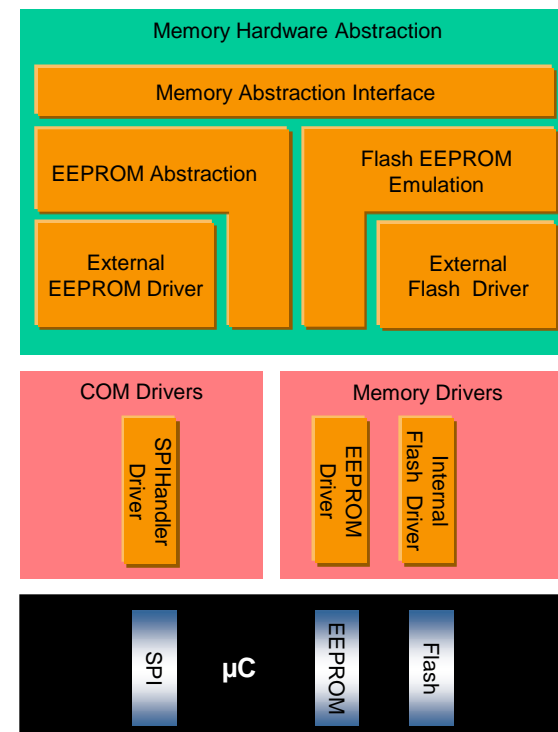 Memory Hardware Abstraction
Memory Abstraction Interface
EEPROM Abstraction
Flash EEPROM
Emulation
External
EEPROM Driver
External
Flash Driver
COM Drivers
Memory Drivers
SPIHandler
Driver
EEPROM
Driver
Internal
Flash Driver
SPI
µC
EEPROM
Flash